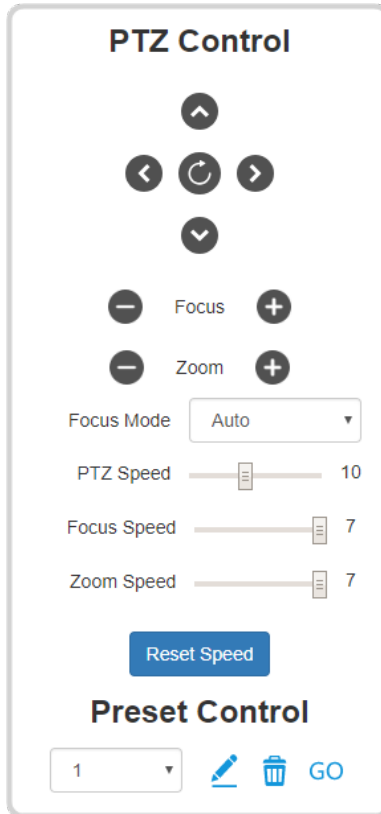 PTZ Control
Focus
Zoom
Focus Mode Auto
PTZ Speed 10
Focus Speed 7
Zoom Speed 7
Reset Speed
Preset Control
1 GO